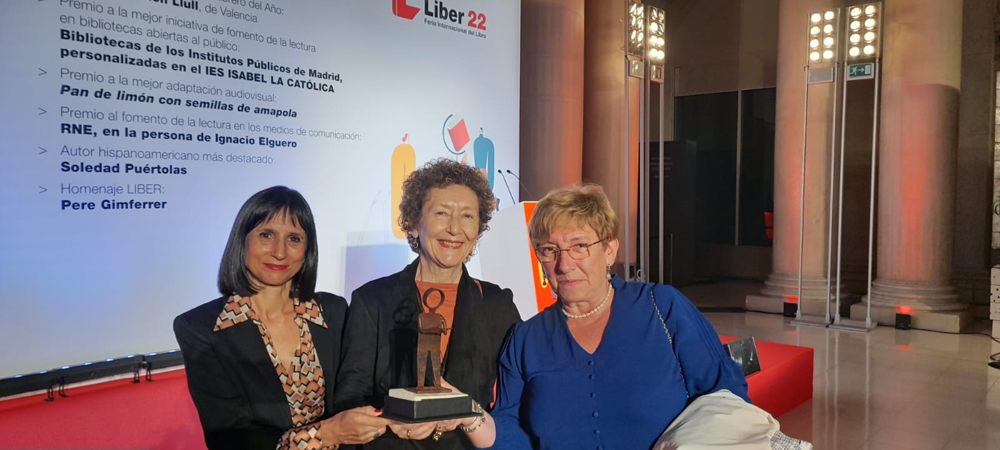 del Año:
Llull, de Valencia
> Premio a la mejor iniciativa de fomento de la lectura
en bibliotecas abiertas al público:
Bibliotecas de los Institutos Públicos de Madrid,
personalizadas en el IES ISABEL LA CATÓLICA
> Premio a la mejor adaptación audiovisual:
Pan de limón con semillas de amapola
> Premio al fomento de la lectura en los medios de comunicación:
RNE, en la persona de Ignacio Elguero
> Autor hispanoamericano más destacado:
Soledad Puértolas
> Homenaje LIBER:
Pere Gimferrer
Liber 22
Feria Internacional del Libro